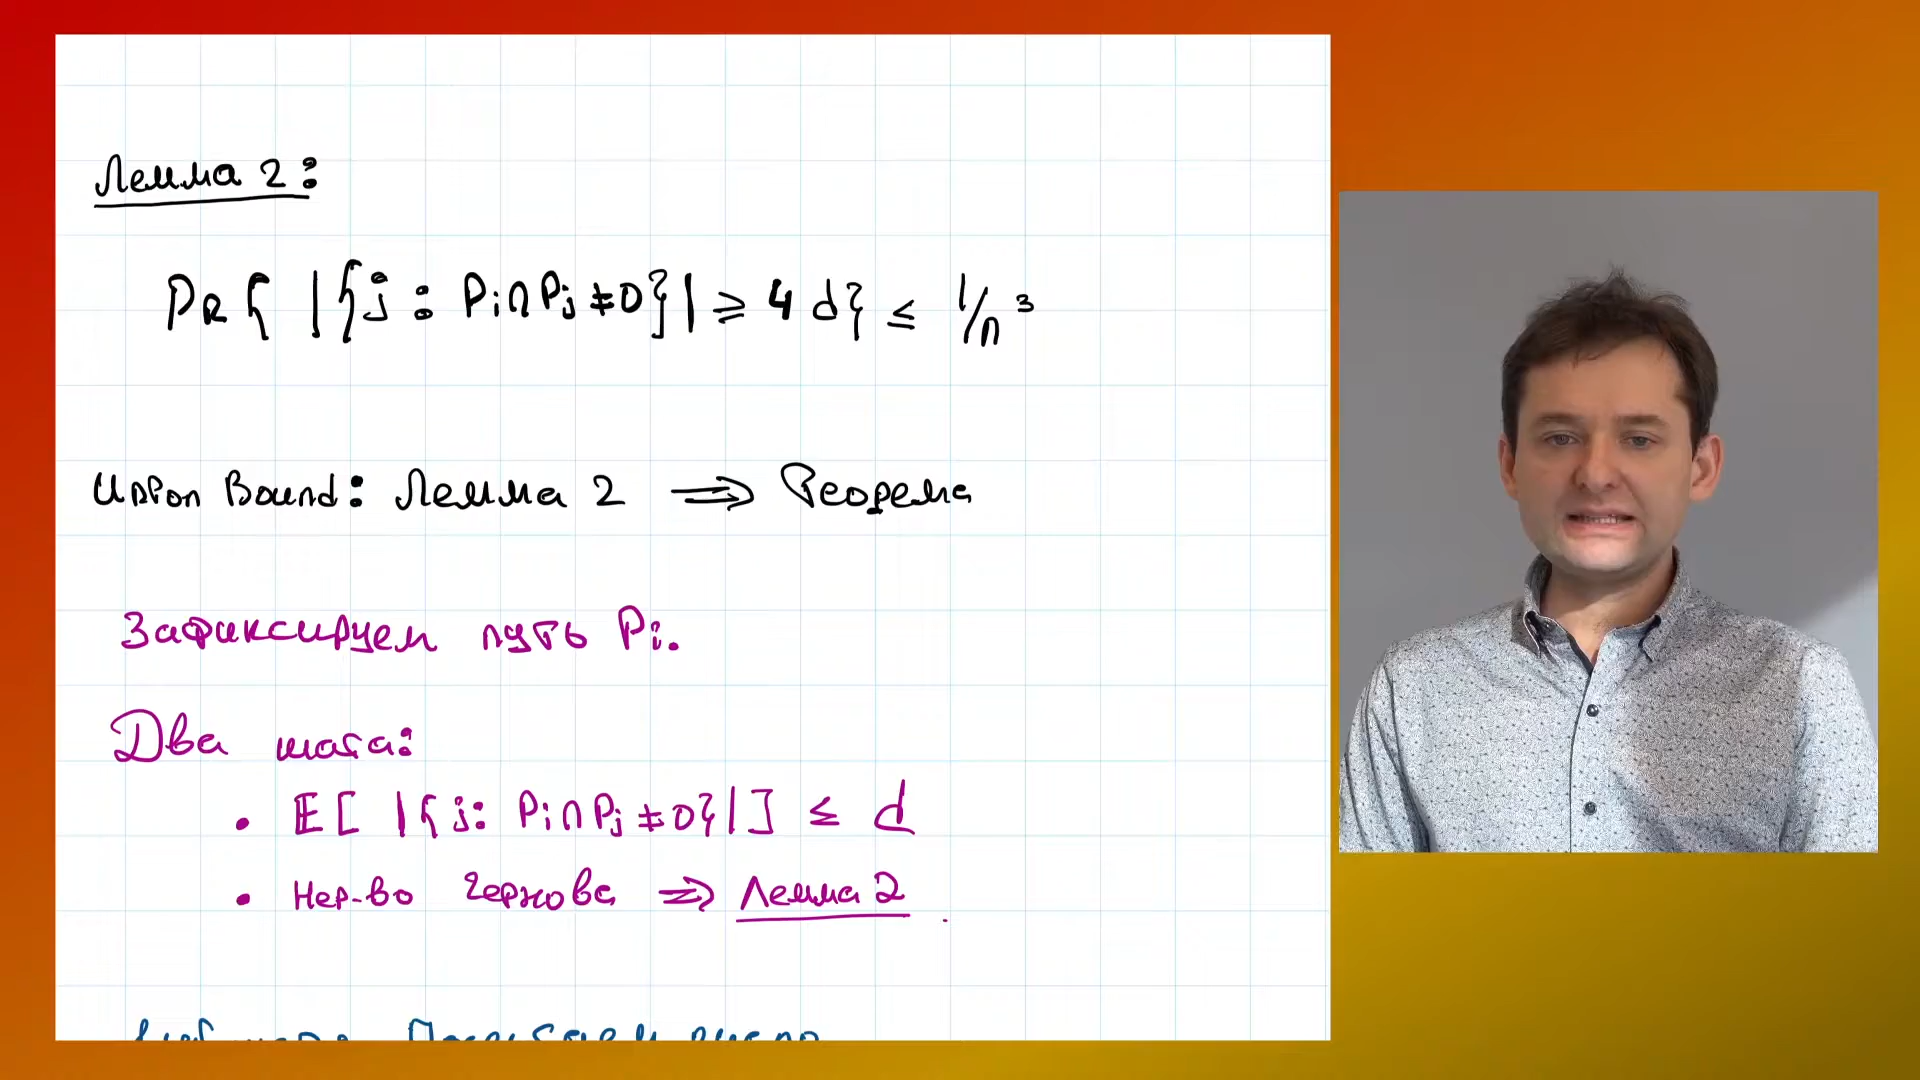 Лемма 2:
Pr{ |{j: Pi∩Pj≠0}| ≥ 4 d} ≤ 1/n³
Union Bound: Лемма 2 ⇒ Теорема
Зафиксируем путь Pi.
Два шага:
• E[ |{j: Pi∩Pj≠0}| ] ≤ d
• Нер-во Чернова ⇒ Лемма 2